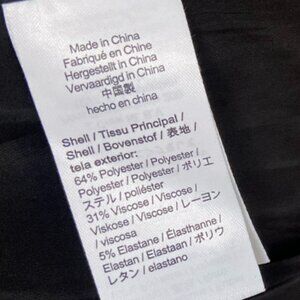 Made in China
Fabriqué en Chine
Hergestellt in China
Vervaardigd in China
中国製
hecho en china
Shell / Tissu Principal /
Shell / Bovenstof / 表地 /
tela exterior:
64% Polyester / Polyester /
Polyester / Polyester / ポリエ
ステル / poliéster
31% Viscose / Viscose /
Viskose / Viscose / レーヨン
/ viscosa
5% Elastane / Élasthanne /
Elastan / Elastaan / ポリウ
レタン / elastano